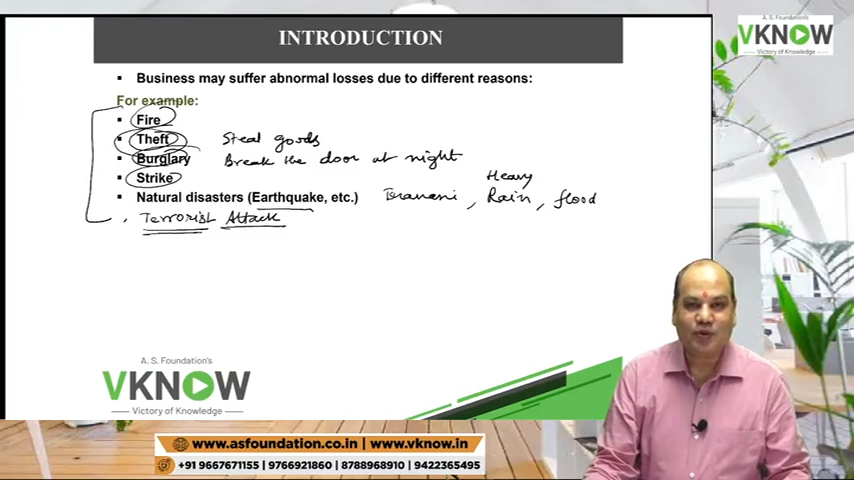 INTRODUCTION
A. S. Foundation's
VKNOW
Victory of Knowledge
Business may suffer abnormal losses due to different reasons:
For example:
Fire
Theft Steal goods
Burglary Break the door at night
Strike
Heavy
Natural disasters (Earthquake, etc.) , Rain, flood
, Terrorist Attack
A. S. Foundation's
VKNOW
Victory of Knowledge
www.asfoundation.co.in | www.vknow.in
+91 9667671155 | 9766921860 | 8788968910 | 9422365495